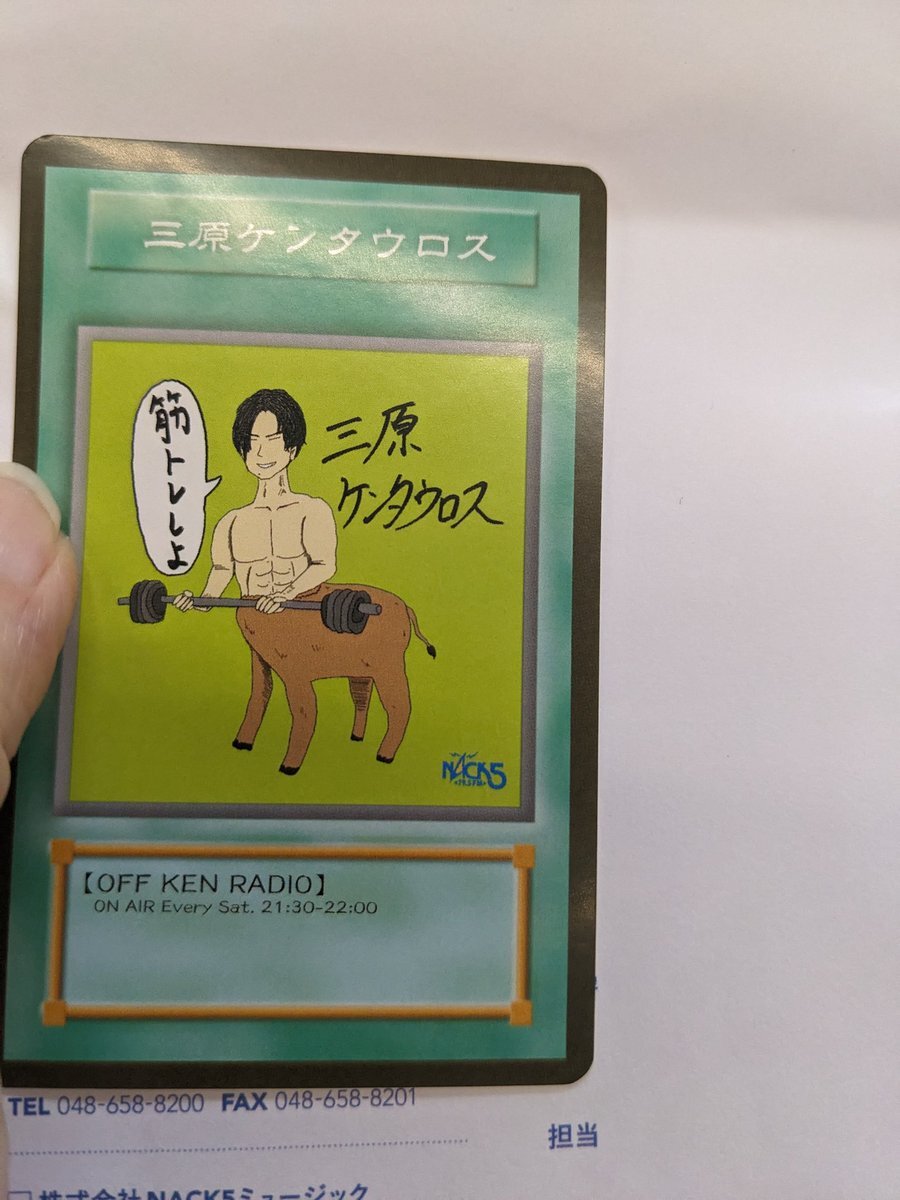 三原ケンタウロス
筋トレしよ
三原
ケンタウロス
NACK5
【OFF KEN RADIO】
ON AIR Every Sat. 21:30-22:00
TEL 048-658-8200 FAX 048-658-8201
担当
株式会社NACK5ミュージック